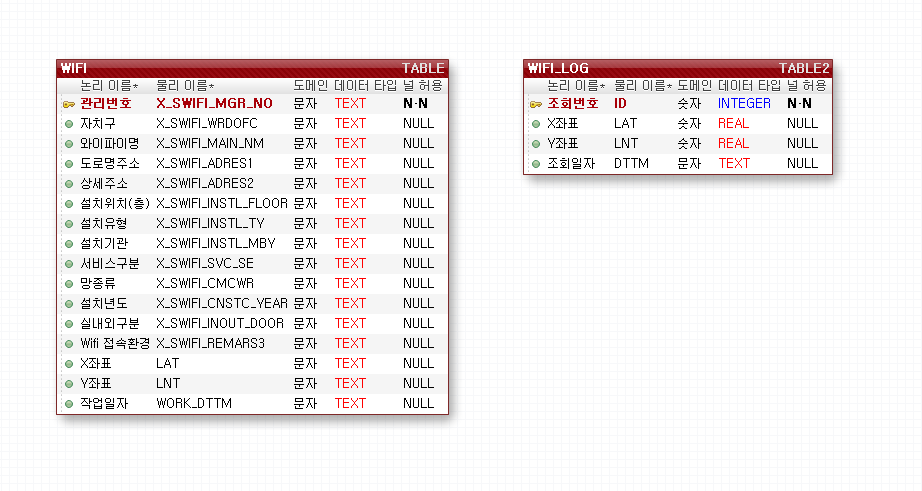 WIFI TABLE
논리 이름* 물리 이름* 도메인 데이터 타입 널 허용
관리번호 X_SWIFI_MGR_NO 문자 TEXT N-N
자치구 X_SWIFI_WRDOFC 문자 TEXT NULL
와이파이명 X_SWIFI_MAIN_NM 문자 TEXT NULL
도로명주소 X_SWIFI_ADRES1 문자 TEXT NULL
상세주소 X_SWIFI_ADRES2 문자 TEXT NULL
설치위치(층) X_SWIFI_INSTL_FLOOR 문자 TEXT NULL
설치유형 X_SWIFI_INSTL_TY 문자 TEXT NULL
설치기관 X_SWIFI_INSTL_MBY 문자 TEXT NULL
서비스구분 X_SWIFI_SVC_SE 문자 TEXT NULL
망종류 X_SWIFI_CMCWR 문자 TEXT NULL
설치년도 X_SWIFI_CNSTC_YEAR 문자 TEXT NULL
실내외구분 X_SWIFI_INOUT_DOOR 문자 TEXT NULL
Wifi 접속환경 X_SWIFI_REMARS3 문자 TEXT NULL
X좌표 LAT 문자 TEXT NULL
Y좌표 LNT 문자 TEXT NULL
작업일자 WORK_DTTM 문자 TEXT NULL
WIFI_LOG TABLE2
논리 이름* 물리 이름* 도메인 데이터 타입 널 허용
조회번호 ID 숫자 INTEGER N-N
X좌표 LAT 숫자 REAL NULL
Y좌표 LNT 숫자 REAL NULL
조회일자 DTTM 문자 TEXT NULL